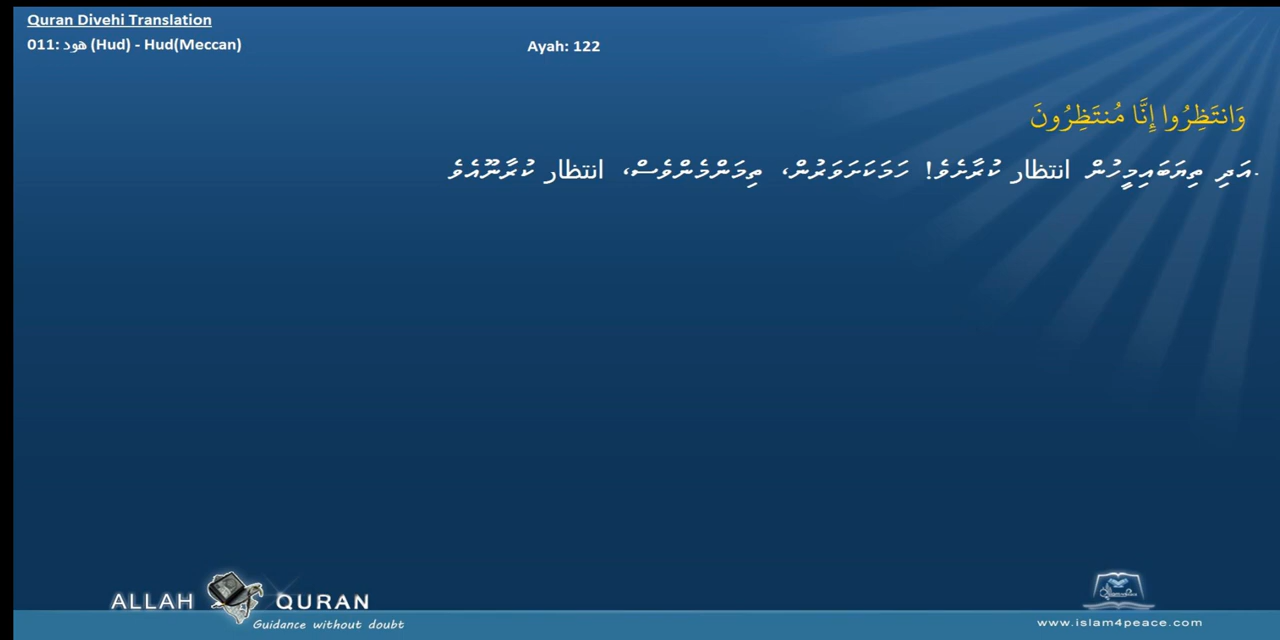 Quran Divehi Translation
011: هود (Hud) - Hud(Meccan)
Ayah: 122
وَانتَظِرُوا إِنَّا مُنتَظِرُونَ
.އަދި ތިޔަބައިމީހުން انتظار ކުރާށެވެ! ހަމަކަށަވަރުން، ތިމަންމެންވެސް، انتظار ކުރާނޫއެވެ
ALLAH QURAN
Guidance without doubt
www.islam4peace.com